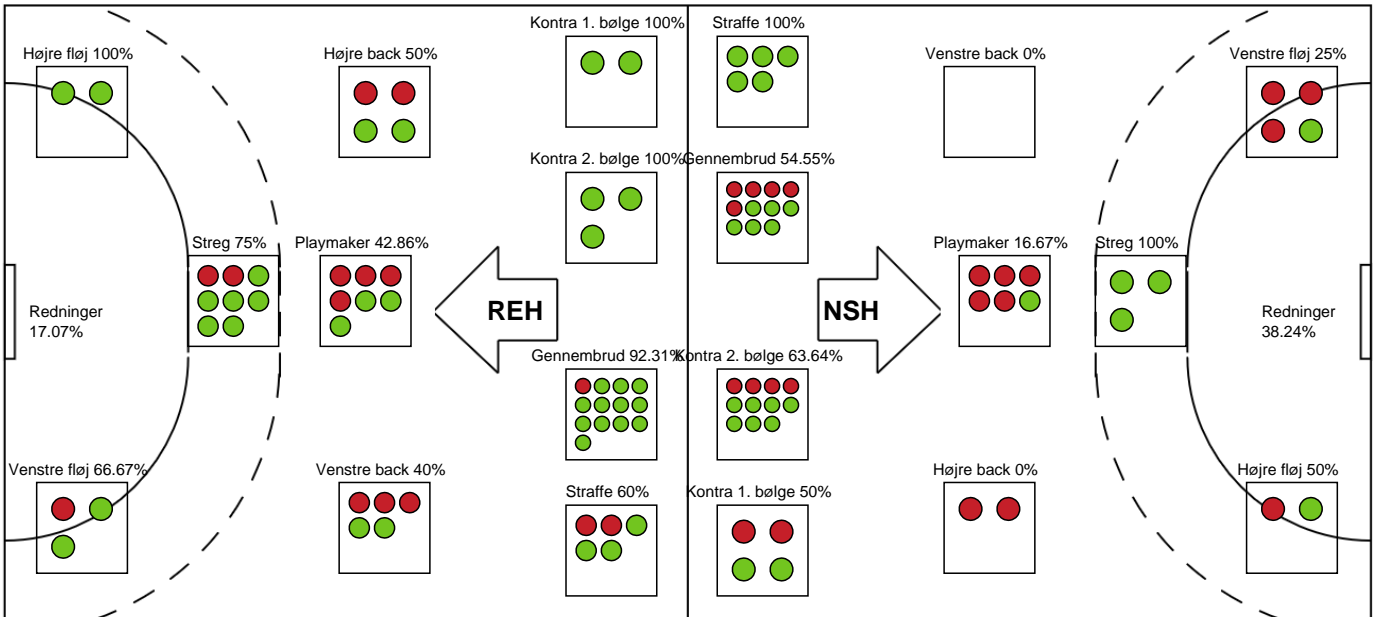 Kontra 1. bølge 100%
Straffe 100%
Højre fløj 100%
Højre back 50%
Venstre back 0%
Venstre fløj 25%
Kontra 2. bølge 100%
Gennembrud 54.55%
Streg 75%
Playmaker 42.86%
Playmaker 16.67%
Streg 100%
Redninger
17.07%
REH
NSH
Redninger
38.24%
Gennembrud 92.31%
Kontra 2. bølge 63.64%
Venstre fløj 66.67%
Venstre back 40%
Højre back 0%
Højre fløj 50%
Straffe 60%
Kontra 1. bølge 50%